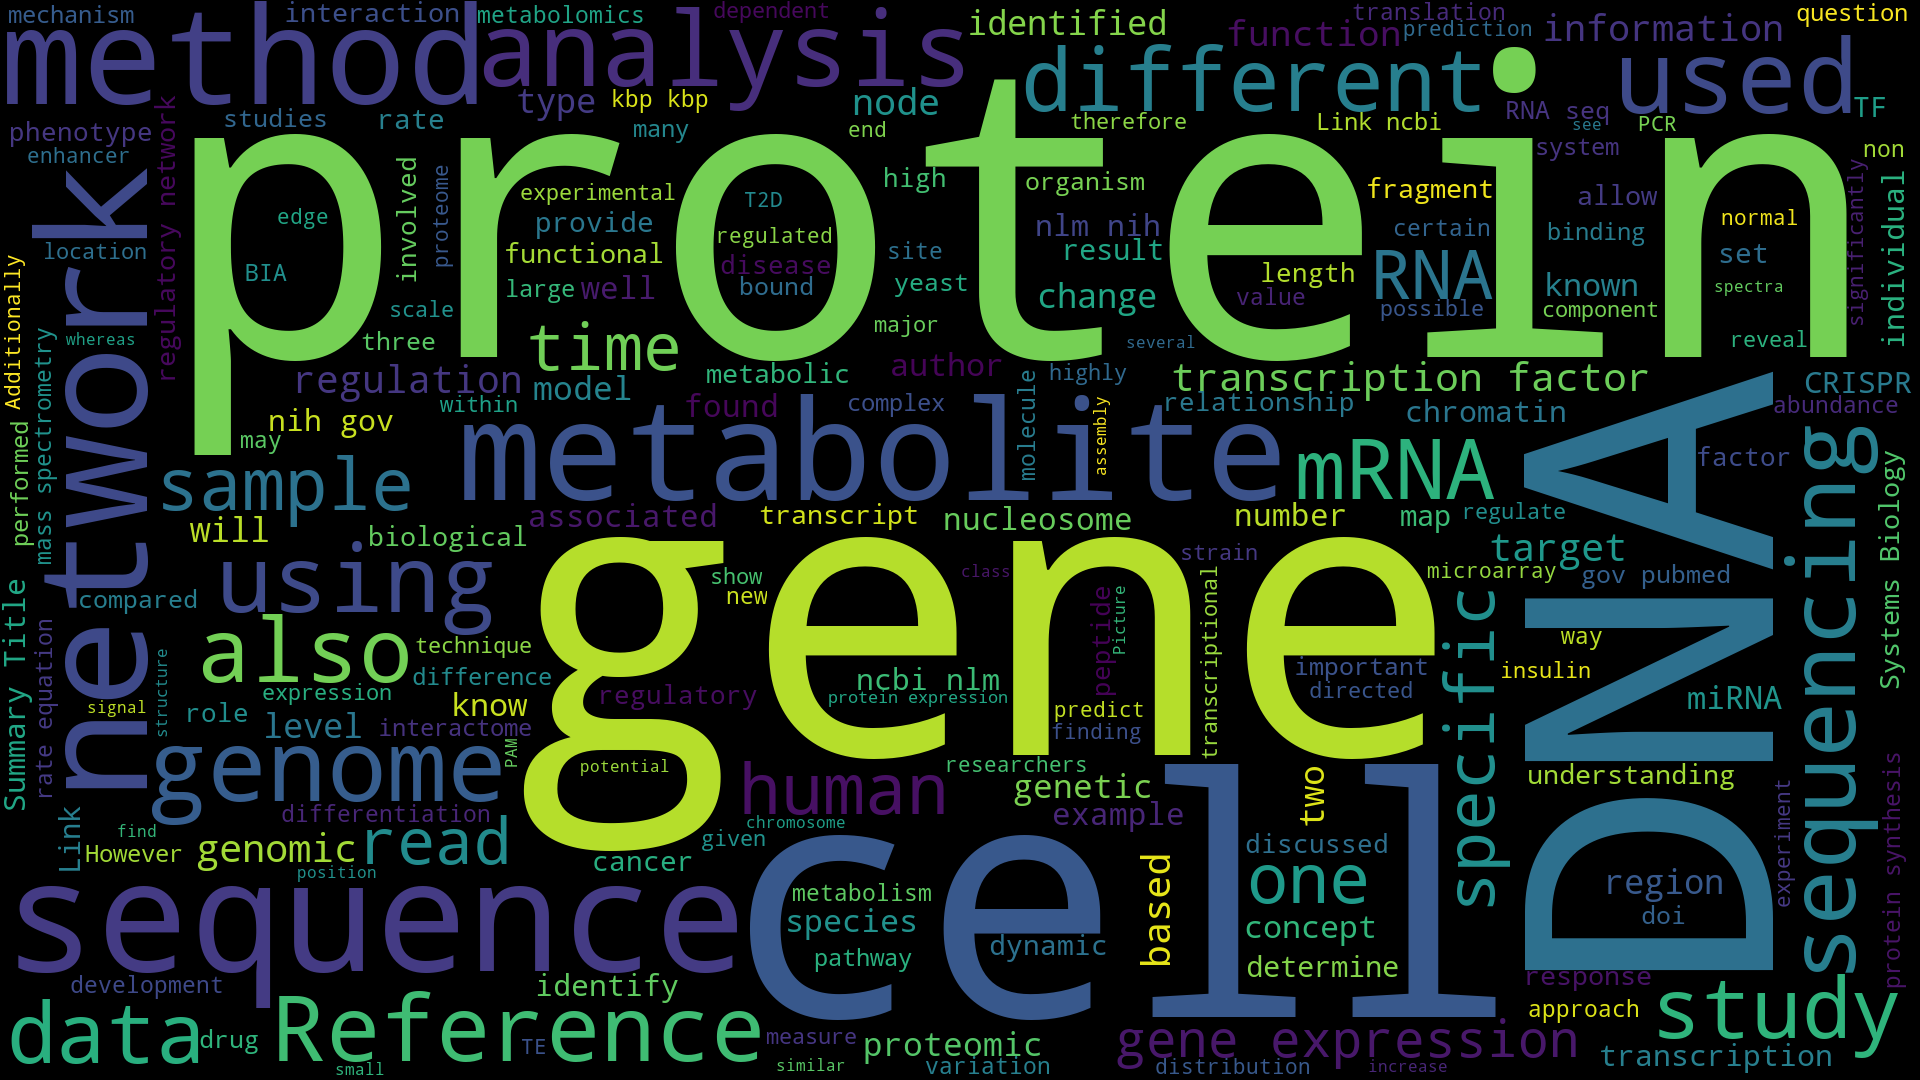 mechanism
interaction
metabolomics
dependent
identified
translation
question
method
analysis
function
prediction
information
different
used
type
kbp kbp
node
RNA seq
TF
phenotype
studies
rate
many
end
therefore
Link ncbi
see
PCR
enhancer
system
non
protein
regulatory network
involved
proteome
experimental
T2D
high
organism
fragment
allow
individual
significantly
edge
provide
regulated
nlm nih
certain
binding
normal
location
functional
disease
site
result
RNA
set
BIA
large
well
bound
yeast
change
length
value
known
spectra
scale
major
possible
component
network
Additionally
whereas
three
time
several
reveal
regulation
model
metabolic
author
highly
transcription factor
CRISPR
within
found
complex
molecule
relationship
chromatin
abundance
nih gov
may
assembly
metabolite
mRNA
DNA
factor
performed
mass spectrometry
sample
will
associated
transcript
nucleosome
number
map
regulate
sequencing
Systems Biology
biological
strain
target
using
gene
show
class
microarray
gov pubmed
compared
new
peptide
Picture
transcriptional
specific
Summary Title
also
technique
way
rate equation
structure
difference
ncbi nlm
important
insulin
expression
regulatory
protein expression
directed
miRNA
signal
role
know
predict
level
interactome
finding
genome
PAM
potential
researchers
understanding
human
genetic
two
differentiation
example
protein synthesis
experiment
Link
find
chromosome
However
genomic
read
given
discussed
position
cancer
cell
based
one
region
sequence
metabolism
species
concept
doi
dynamic
pathway
determine
development
identify
response
data
Reference
approach
study
drug
TE
measure
proteomic
gene expression
transcription
small
similar
variation
distribution
increase